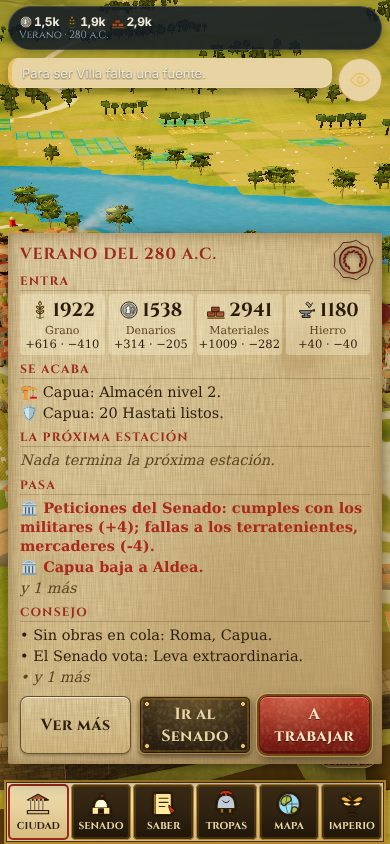 1,5k 1,9k 2,9k
VERANO · 280 A.C.
Para ser Villa falta una fuente.
VERANO DEL 280 A.C.
ENTRA
1922 1538 2941 1180
Grano Denarios Materiales Hierro
+616 · −410 +314 · −205 +1009 · −282 +40 · −40
SE ACABA
Capua: Almacén nivel 2.
Capua: 20 Hastati listos.
LA PRÓXIMA ESTACIÓN
Nada termina la próxima estación.
PASA
Peticiones del Senado: cumples con los
militares (+4); fallas a los terratenientes,
mercaderes (-4).
Capua baja a Aldea.
y 1 más
CONSEJO
• Sin obras en cola: Roma, Capua.
• El Senado vota: Leva extraordinaria.
• y 1 más
VER MÁS
IR AL
SENADO
A
TRABAJAR
CIUDAD SENADO SABER TROPAS MAPA IMPERIO